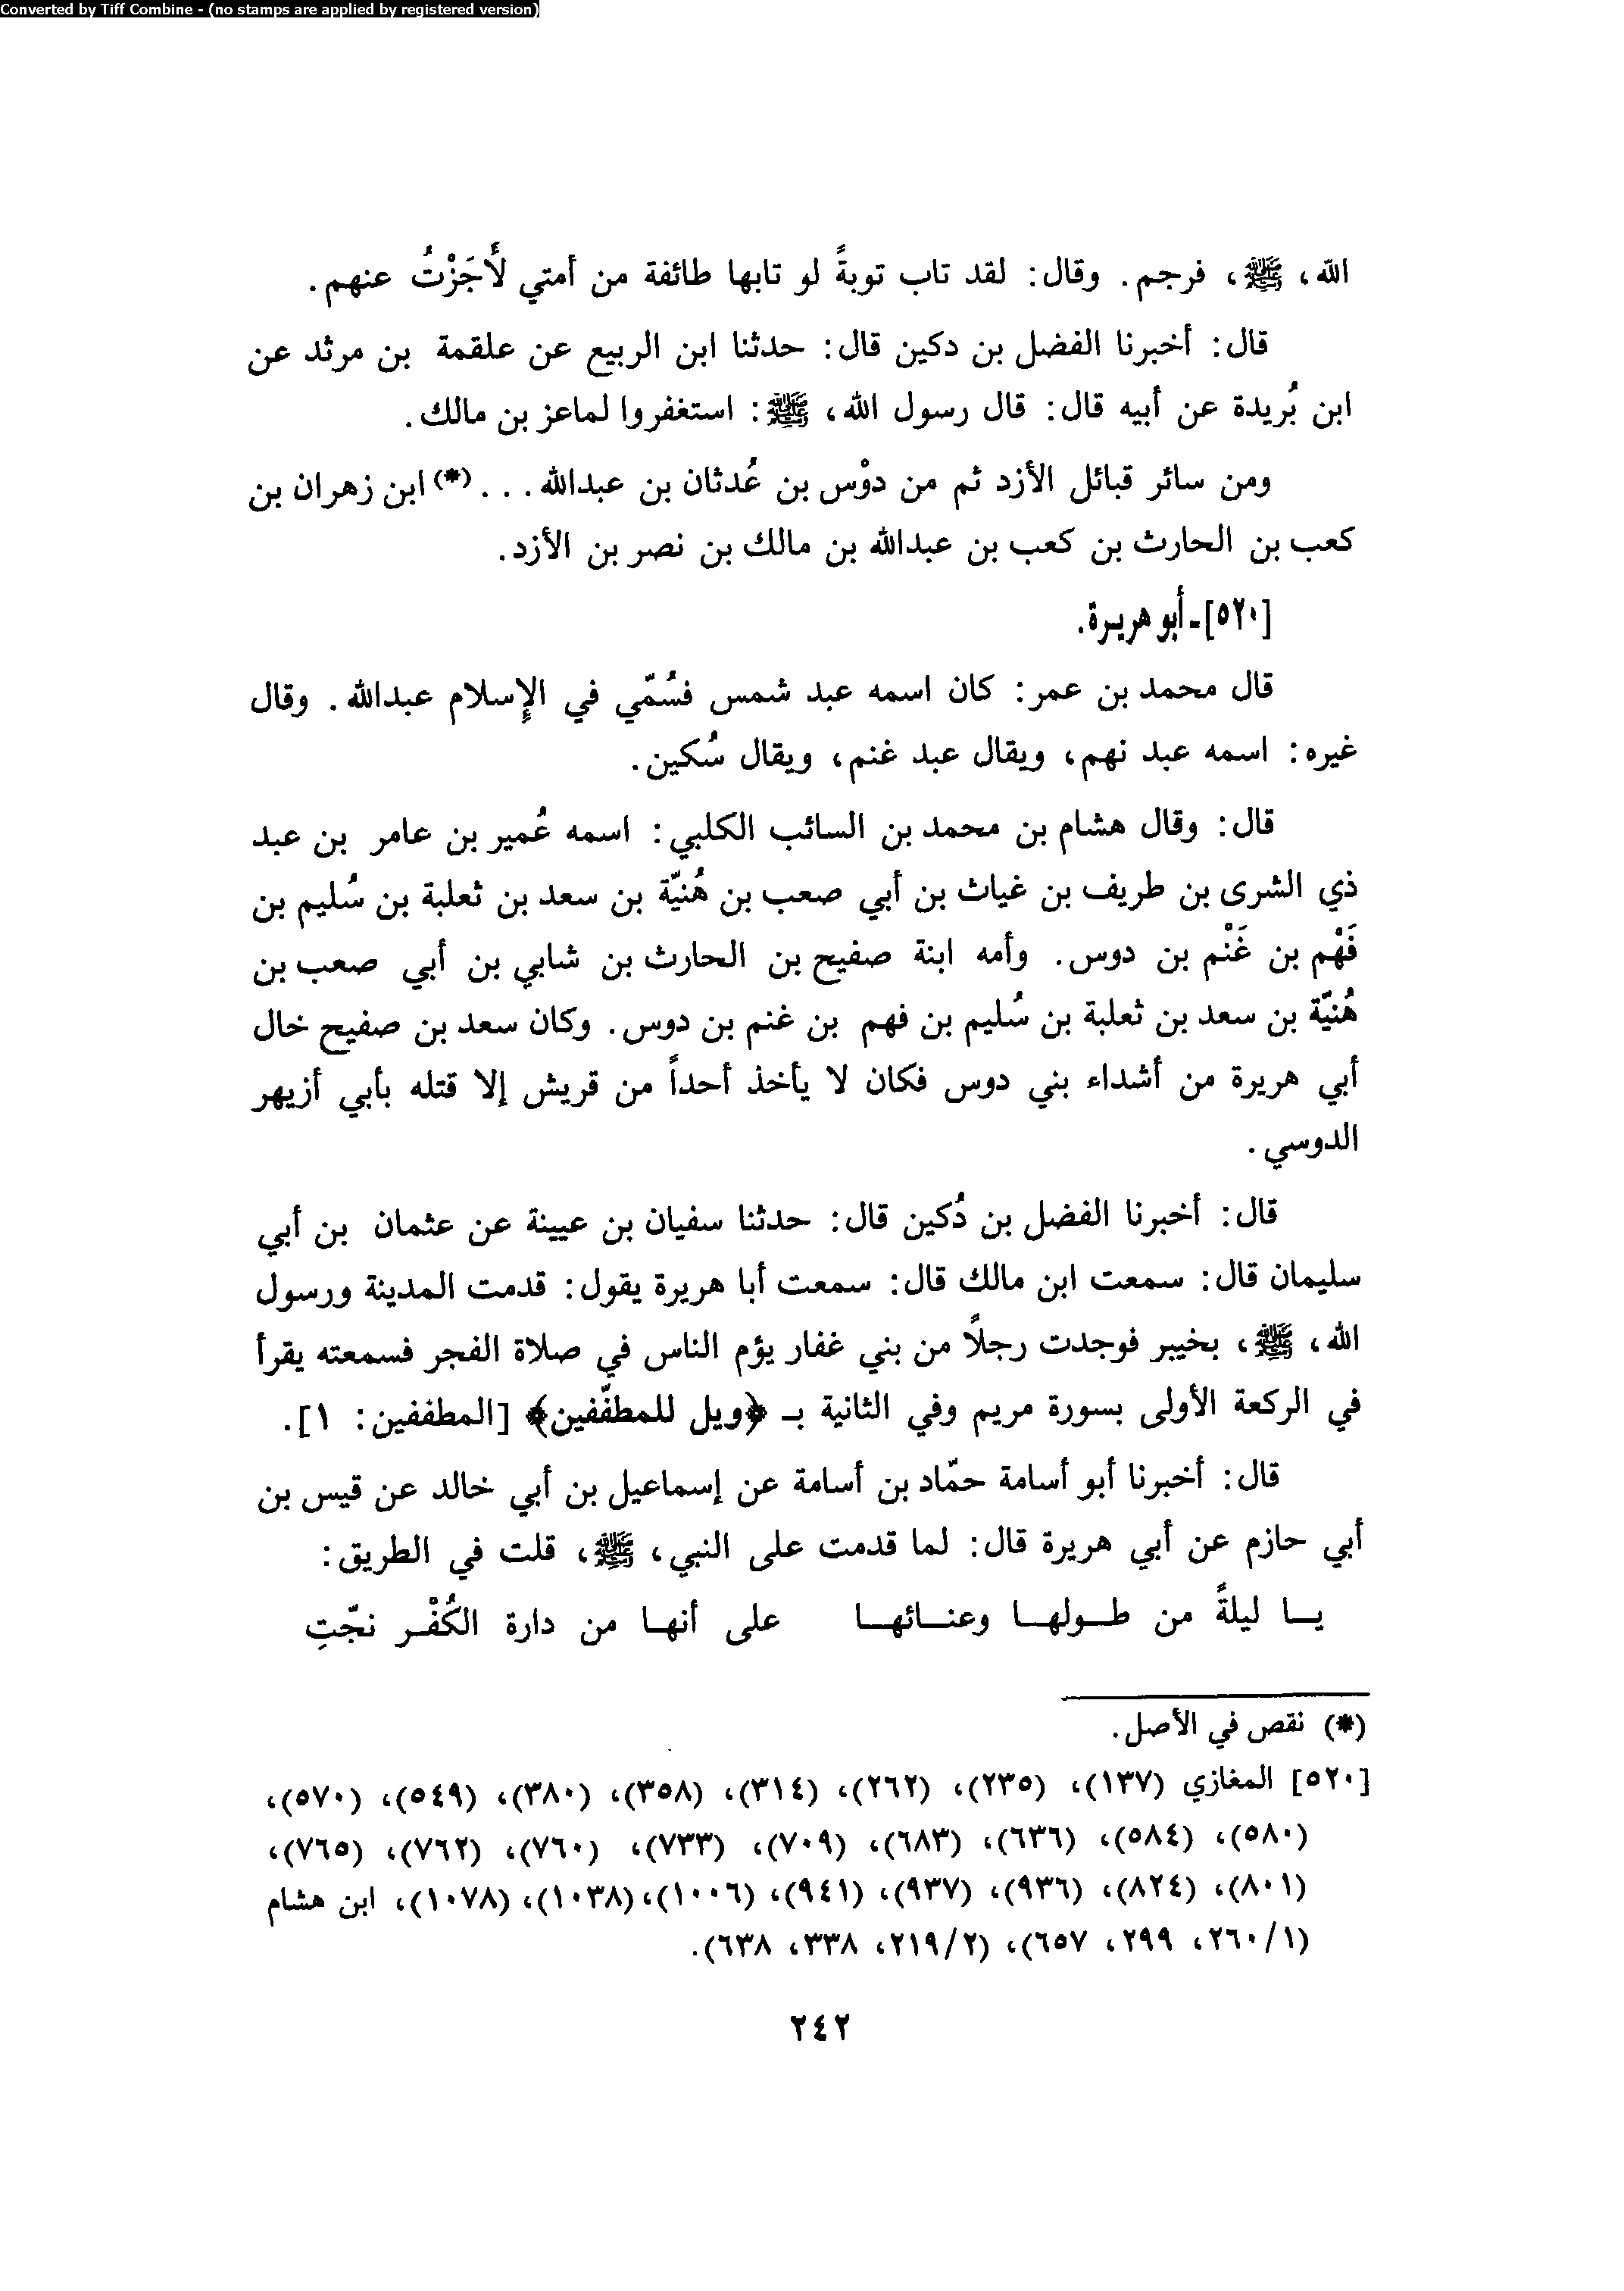 Converted by Tiff Combine - (no stamps are applied by registered version)
الله، ﷺ، فرجم. وقال: لقد تاب توبةً لو تابها طائفة من أمتي لأَجَزْتُ عنهم.
قال: أخبرنا الفضل بن دكين قال: حدثنا ابن الربيع عن علقمة بن مرثد عن
ابن بُريدة عن أبيه قال: قال رسول الله، ﷺ: استغفروا لماعز بن مالك.
ومن سائر قبائل الأزد ثم من دوْس بن عُدثان بن عبدالله . . .(*) ابن زهران بن
كعب بن الحارث بن كعب بن عبدالله بن مالك بن نصر بن الأزد.
[٥٢٠] ـ أبو هريرة.
قال محمد بن عمر: كان اسمه عبد شمس فسُمّي في الإسلام عبدالله. وقال
غيره: اسمه عبد نهم، ويقال عبد غنم، ويقال سُكين.
قال: وقال هشام بن محمد بن السائب الكلبي: اسمه عُمير بن عامر بن عبد
ذي الشرى بن طريف بن غياث بن أبي صعب بن هُنيّة بن سعد بن ثعلبة بن سُليم بن
فَهْم بن غَنْم بن دوس. وأمه ابنة صفيح بن الحارث بن شابي بن أبي صعب بن
هُنيّة بن سعد بن ثعلبة بن سُليم بن فهم بن غنم بن دوس. وكان سعد بن صفيح خال
أبي هريرة من أشداء بني دوس فكان لا يأخذ أحداً من قريش إلا قتله بأبي أزيهر
الدوسي.
قال: أخبرنا الفضل بن دُكين قال: حدثنا سفيان بن عيينة عن عثمان بن أبي
سليمان قال: سمعت ابن مالك قال: سمعت أبا هريرة يقول: قدمت المدينة ورسول
الله، ﷺ، بخيبر فوجدت رجلاً من بني غفار يؤم الناس في صلاة الفجر فسمعته يقرأ
في الركعة الأولى بسورة مريم وفي الثانية بـ ﴿ويل للمطفّفين﴾ [المطففين: ١].
قال: أخبرنا أبو أسامة حمّاد بن أسامة عن إسماعيل بن أبي خالد عن قيس بن
أبي حازم عن أبي هريرة قال: لما قدمت على النبي، ﷺ، قلت في الطريق:
يـا ليلةً من طـولهـا وعنـائهـا على أنهـا من دارة الكُفْـر نجّتِ
(*) نقص في الأصل.
[٥٢٠] المغازي (١٣٧)، (٢٣٥)، (٢٦٢)، (٣١٤)، (٣٥٨)، (٣٨٠)، (٥٤٩)، (٥٧٠)،
(٥٨٠)، (٥٨٤)، (٦٣٦)، (٦٨٣)، (٧٠٩)، (٧٣٣)، (٧٦٠)، (٧٦٢)، (٧٦٥)،
(٨٠١)، (٨٢٤)، (٩٣٦)، (٩٣٧)، (٩٤١)، (١٠٠٦)، (١٠٣٨)، (١٠٧٨)، ابن هشام
(٢٦٠/١، ٢٩٩، ٦٥٧)، (٢١٩/٢، ٣٣٨، ٦٣٨).
٢٤٢